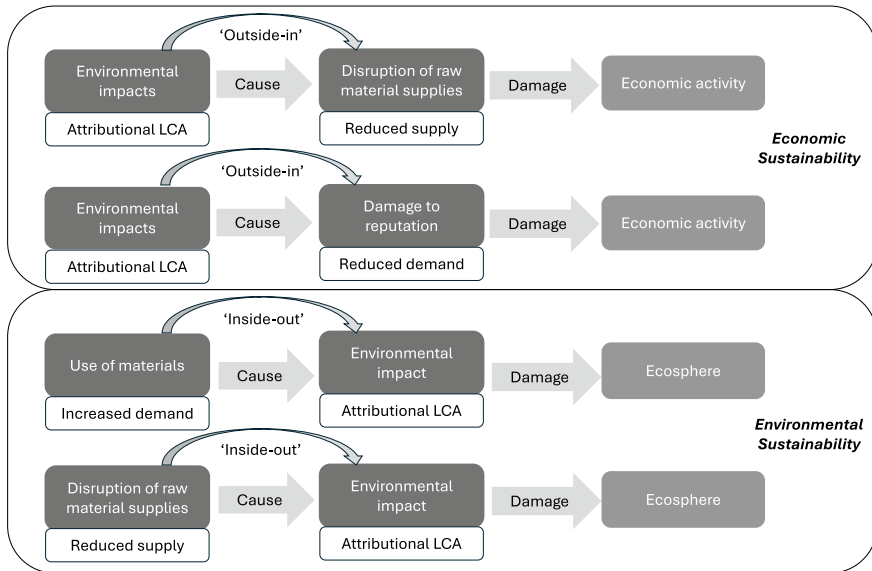 ‘Outside-in’
Environmental
impacts
Attributional LCA
Cause
Disruption of raw
material supplies
Reduced supply
Damage
Economic activity
Economic
Sustainability
‘Outside-in’
Environmental
impacts
Attributional LCA
Cause
Damage to
reputation
Reduced demand
Damage
Economic activity
‘Inside-out’
Use of materials
Increased demand
Cause
Environmental
impact
Attributional LCA
Damage
Ecosphere
Environmental
Sustainability
‘Inside-out’
Disruption of raw
material supplies
Reduced supply
Cause
Environmental
impact
Attributional LCA
Damage
Ecosphere